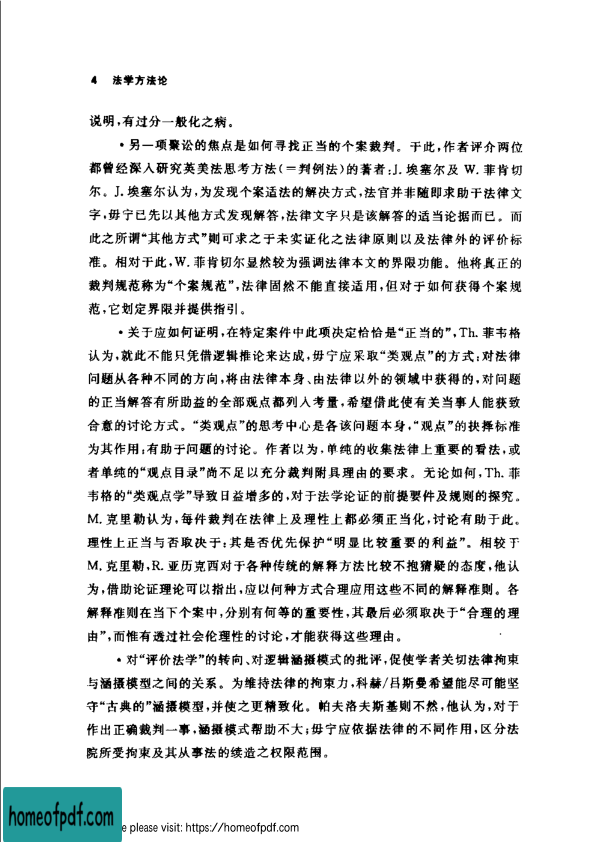 4 法学方法论
说明,有过分一般化之病。
•另一项聚讼的焦点是如何寻找正当的个案裁判。于此,作者评介两位
都曾经深入研究英美法思考方法(=判例法)的著者:J.埃塞尔及 W.菲肯切
尔。J.埃塞尔认为,为发现个案适法的解决方式,法官并非随即求助于法律文
字,毋宁已先以其他方式发现解答,法律文字只是该解答的适当论据而已。而
此之所谓“其他方式”则可求之于未实证化之法律原则以及法律外的评价标
准。相对于此,W.菲肯切尔显然较为强调法律本文的界限功能。他将真正的
裁判规范称为“个案规范”,法律固然不能直接适用,但对于如何获得个案规
范,它划定界限并提供指引。
•关于应如何证明,在特定案件中此项决定恰恰是“正当的”,Th.菲韦格
认为,就此不能只凭借逻辑推论来达成,毋宁应采取“类观点”的方式:对法律
问题从各种不同的方向,将由法律本身、由法律以外的领域中获得的,对问题
的正当解答有所助益的全部观点都列入考量,希望借此使有关当事人能获致
合意的讨论方式。“类观点”的思考中心是各该问题本身,“观点”的抉择标准
为其作用:有助于问题的讨论。作者以为,单纯的收集法律上重要的看法,或
者单纯的“观点目录”尚不足以充分裁判附具理由的要求。无论如何,Th.菲
韦格的“类观点学”导致日益增多的,对于法学论证的前提要件及规则的探究。
M.克里勒认为,每件裁判在法律上及理性上都必须正当化,讨论有助于此。
理性上正当与否取决于:其是否优先保护“明显比较重要的利益”。相较于
M.克里勒,R.亚历克西对于各种传统的解释方法比较不抱猜疑的态度,他认
为,借助论证理论可以指出,应以何种方式合理应用这些不同的解释准则。各
解释准则在当下个案中,分别有何等的重要性,其最后必须取决于“合理的理
由”,而惟有透过社会伦理性的讨论,才能获得这些理由。
•对“评价法学”的转向、对逻辑涵摄模式的批评,促使学者关切法律拘束
与涵摄模型之间的关系。为维持法律的拘束力,科赫/吕斯曼希望能尽可能坚
守“古典的”涵摄模型,并使之更精致化。帕夫洛夫斯基则不然,他认为,对于
作出正确裁判一事,涵摄模式帮助不大;毋宁应依据法律的不同作用,区分法
院所受拘束及其从事法的续造之权限范围。
homeofpdf.com
e please visit: https://homeofpdf.com